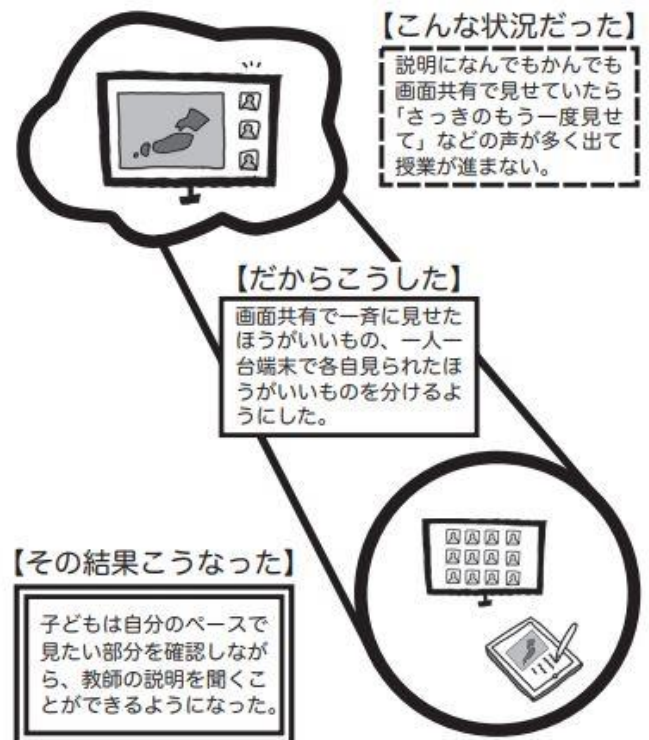 【こんな状況だった】
説明になんでもかんでも
画面共有で見せていたら
「さっきのもう一度見せ
て」などの声が多く出て
授業が進まない。
【だからこうした】
画面共有で一斉に見せた
ほうがいいもの、一人一
台端末で各自見られたほ
うがいいものを分けるよ
うにした。
【その結果こうなった】
子どもは自分のペースで
見たい部分を確認しなが
ら、教師の説明を聞くこ
とができるようになった。